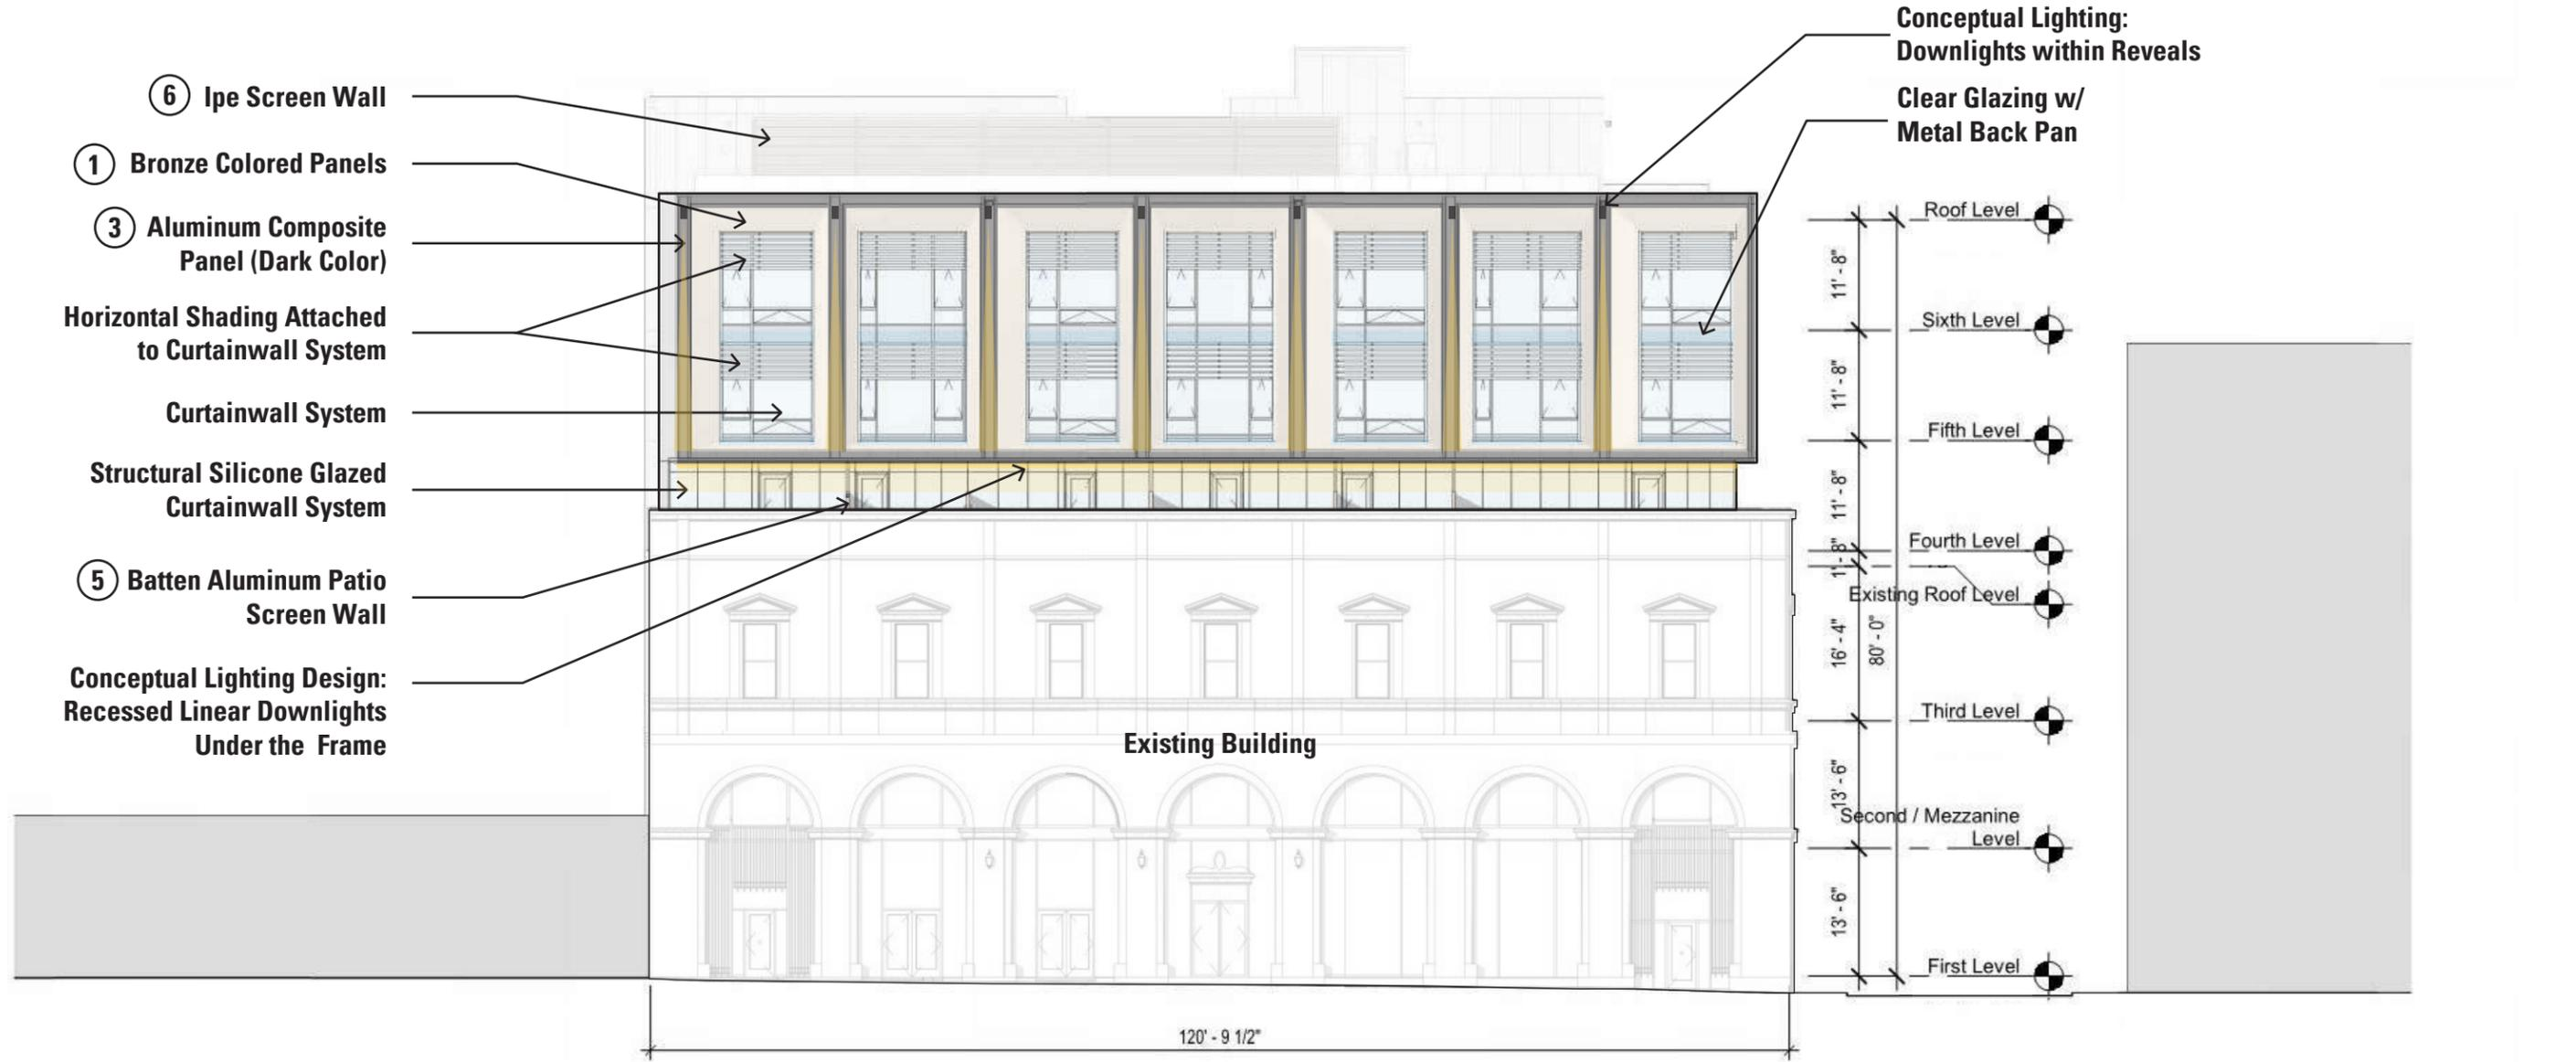 6 Ipe Screen Wall
1 Bronze Colored Panels
3 Aluminum Composite
Panel (Dark Color)
Horizontal Shading Attached
to Curtainwall System
Curtainwall System
Structural Silicone Glazed
Curtainwall System
5 Batten Aluminum Patio
Screen Wall
Conceptual Lighting Design:
Recessed Linear Downlights
Under the Frame
Conceptual Lighting:
Downlights within Reveals
Clear Glazing w/
Metal Back Pan
Existing Building
Roof Level
11' - 8"
Sixth Level
11' - 8"
Fifth Level
11' - 8"
Fourth Level
1' - 8"
Existing Roof Level
16' - 4"
80' - 0"
Third Level
13' - 6"
Second / Mezzanine
Level
13' - 6"
First Level
120' - 9 1/2"